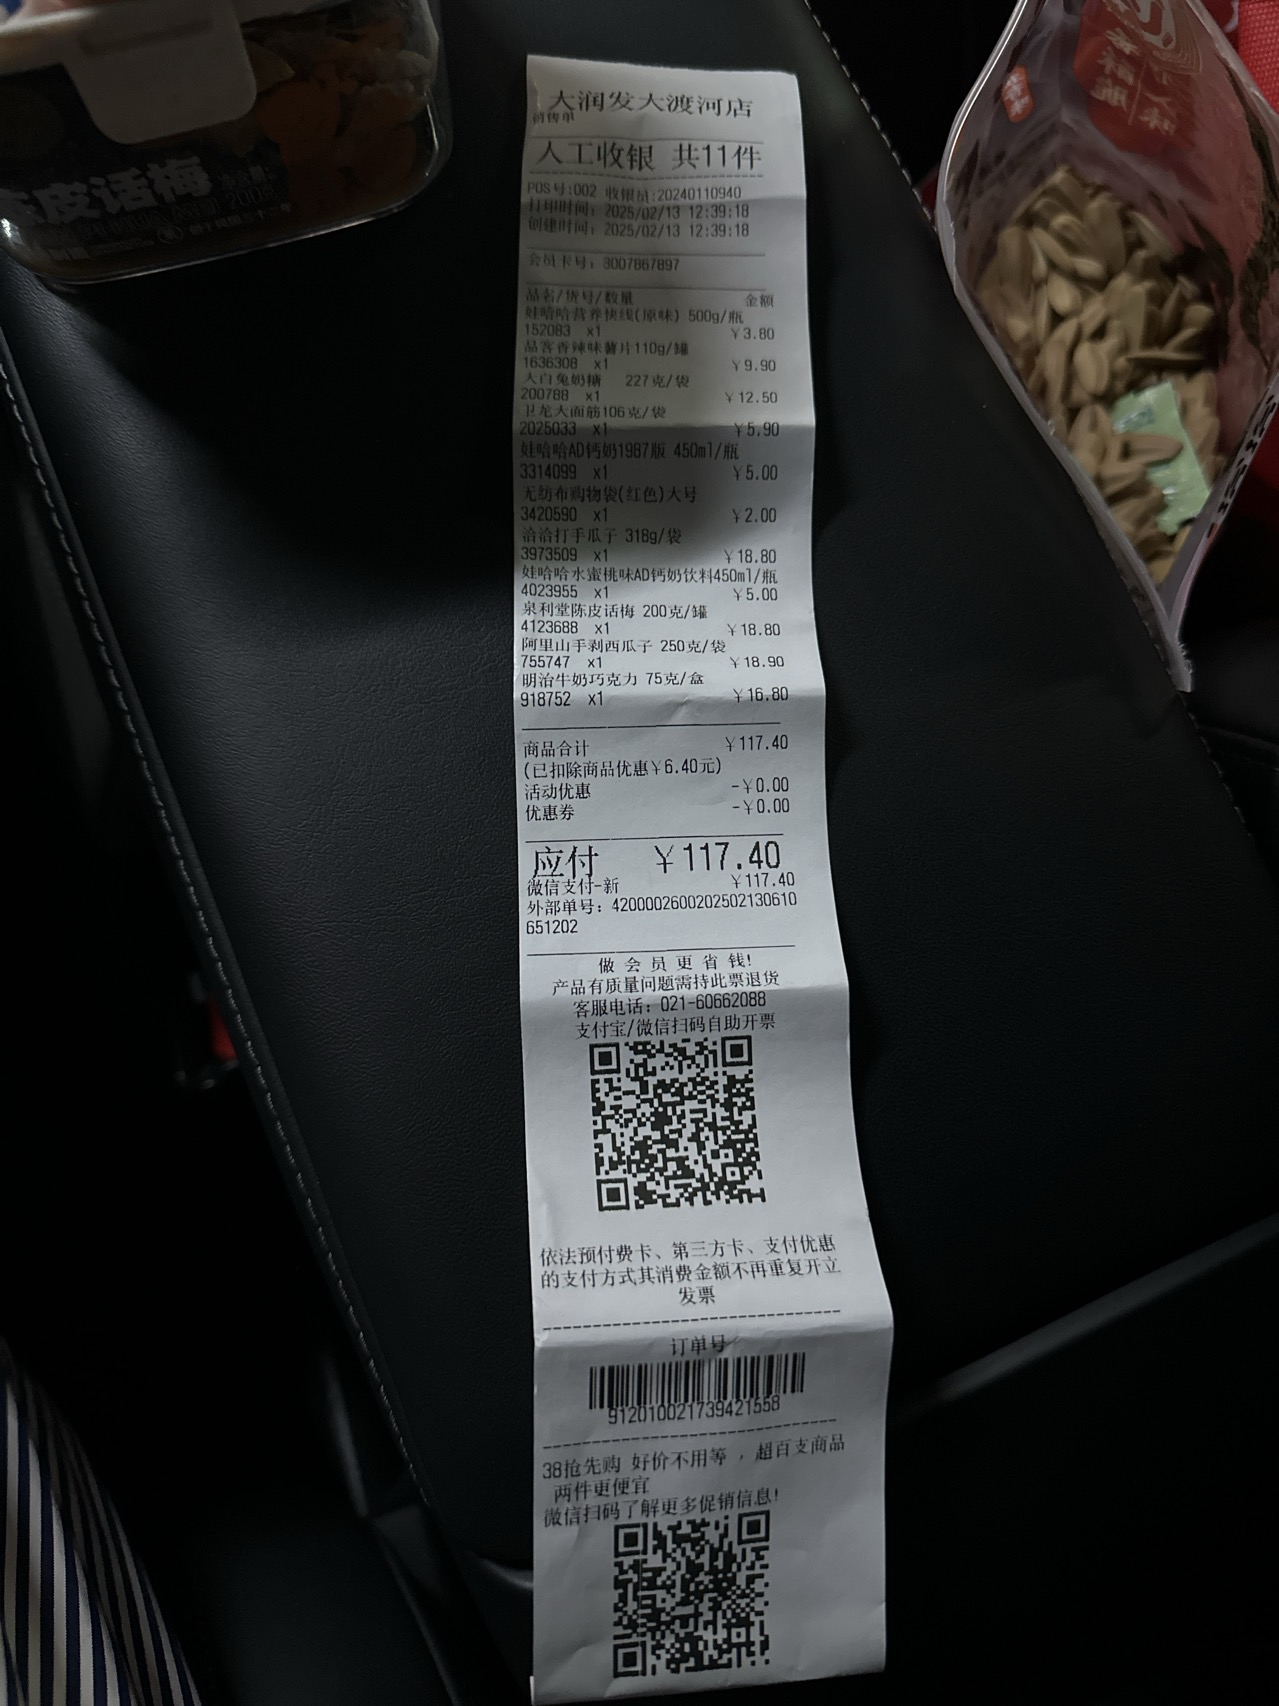 大润发大渡河店
销售单
人工收银 共11件
POS号:002 收银员:20240110940
打印时间: 2025/02/13 12:39:18
创建时间: 2025/02/13 12:39:18
会员卡号: 3007867897
品名/货号/数量 金额
娃哈哈营养快线(原味) 500g/瓶
152083 x1 ￥3.80
品客香辣味薯片110g/罐
1636308 x1 ￥9.90
大白兔奶糖 227克/袋
200788 x1 ￥12.50
卫龙大面筋106克/袋
2025033 x1 ￥5.90
娃哈哈AD钙奶1987版 450ml/瓶
3314099 x1 ￥5.00
无纺布购物袋(红色)大号
3420590 x1 ￥2.00
洽洽打手瓜子 318g/袋
3973509 x1 ￥18.80
娃哈哈水蜜桃味AD钙奶饮料450ml/瓶
4023955 x1 ￥5.00
泉利堂陈皮话梅 200克/罐
4123688 x1 ￥18.80
阿里山手剥西瓜子 250克/袋
755747 x1 ￥18.90
明治牛奶巧克力 75克/盒
918752 x1 ￥16.80
商品合计 ￥117.40
(已扣除商品优惠￥6.40元)
活动优惠 -￥0.00
优惠券 -￥0.00
应付 ￥117.40
微信支付-新 ￥117.40
外部单号: 4200002600202502130610
651202
做 会 员 更 省 钱!
产品有质量问题需持此票退货
客服电话: 021-60662088
支付宝/微信扫码自助开票
依法预付费卡、第三方卡、支付优惠
的支付方式其消费金额不再重复开立
发票
订单号
912010021739421558
38抢先购 好价不用等 , 超百支商品
两件更便宜
微信扫码了解更多促销信息!
皮话梅
200克